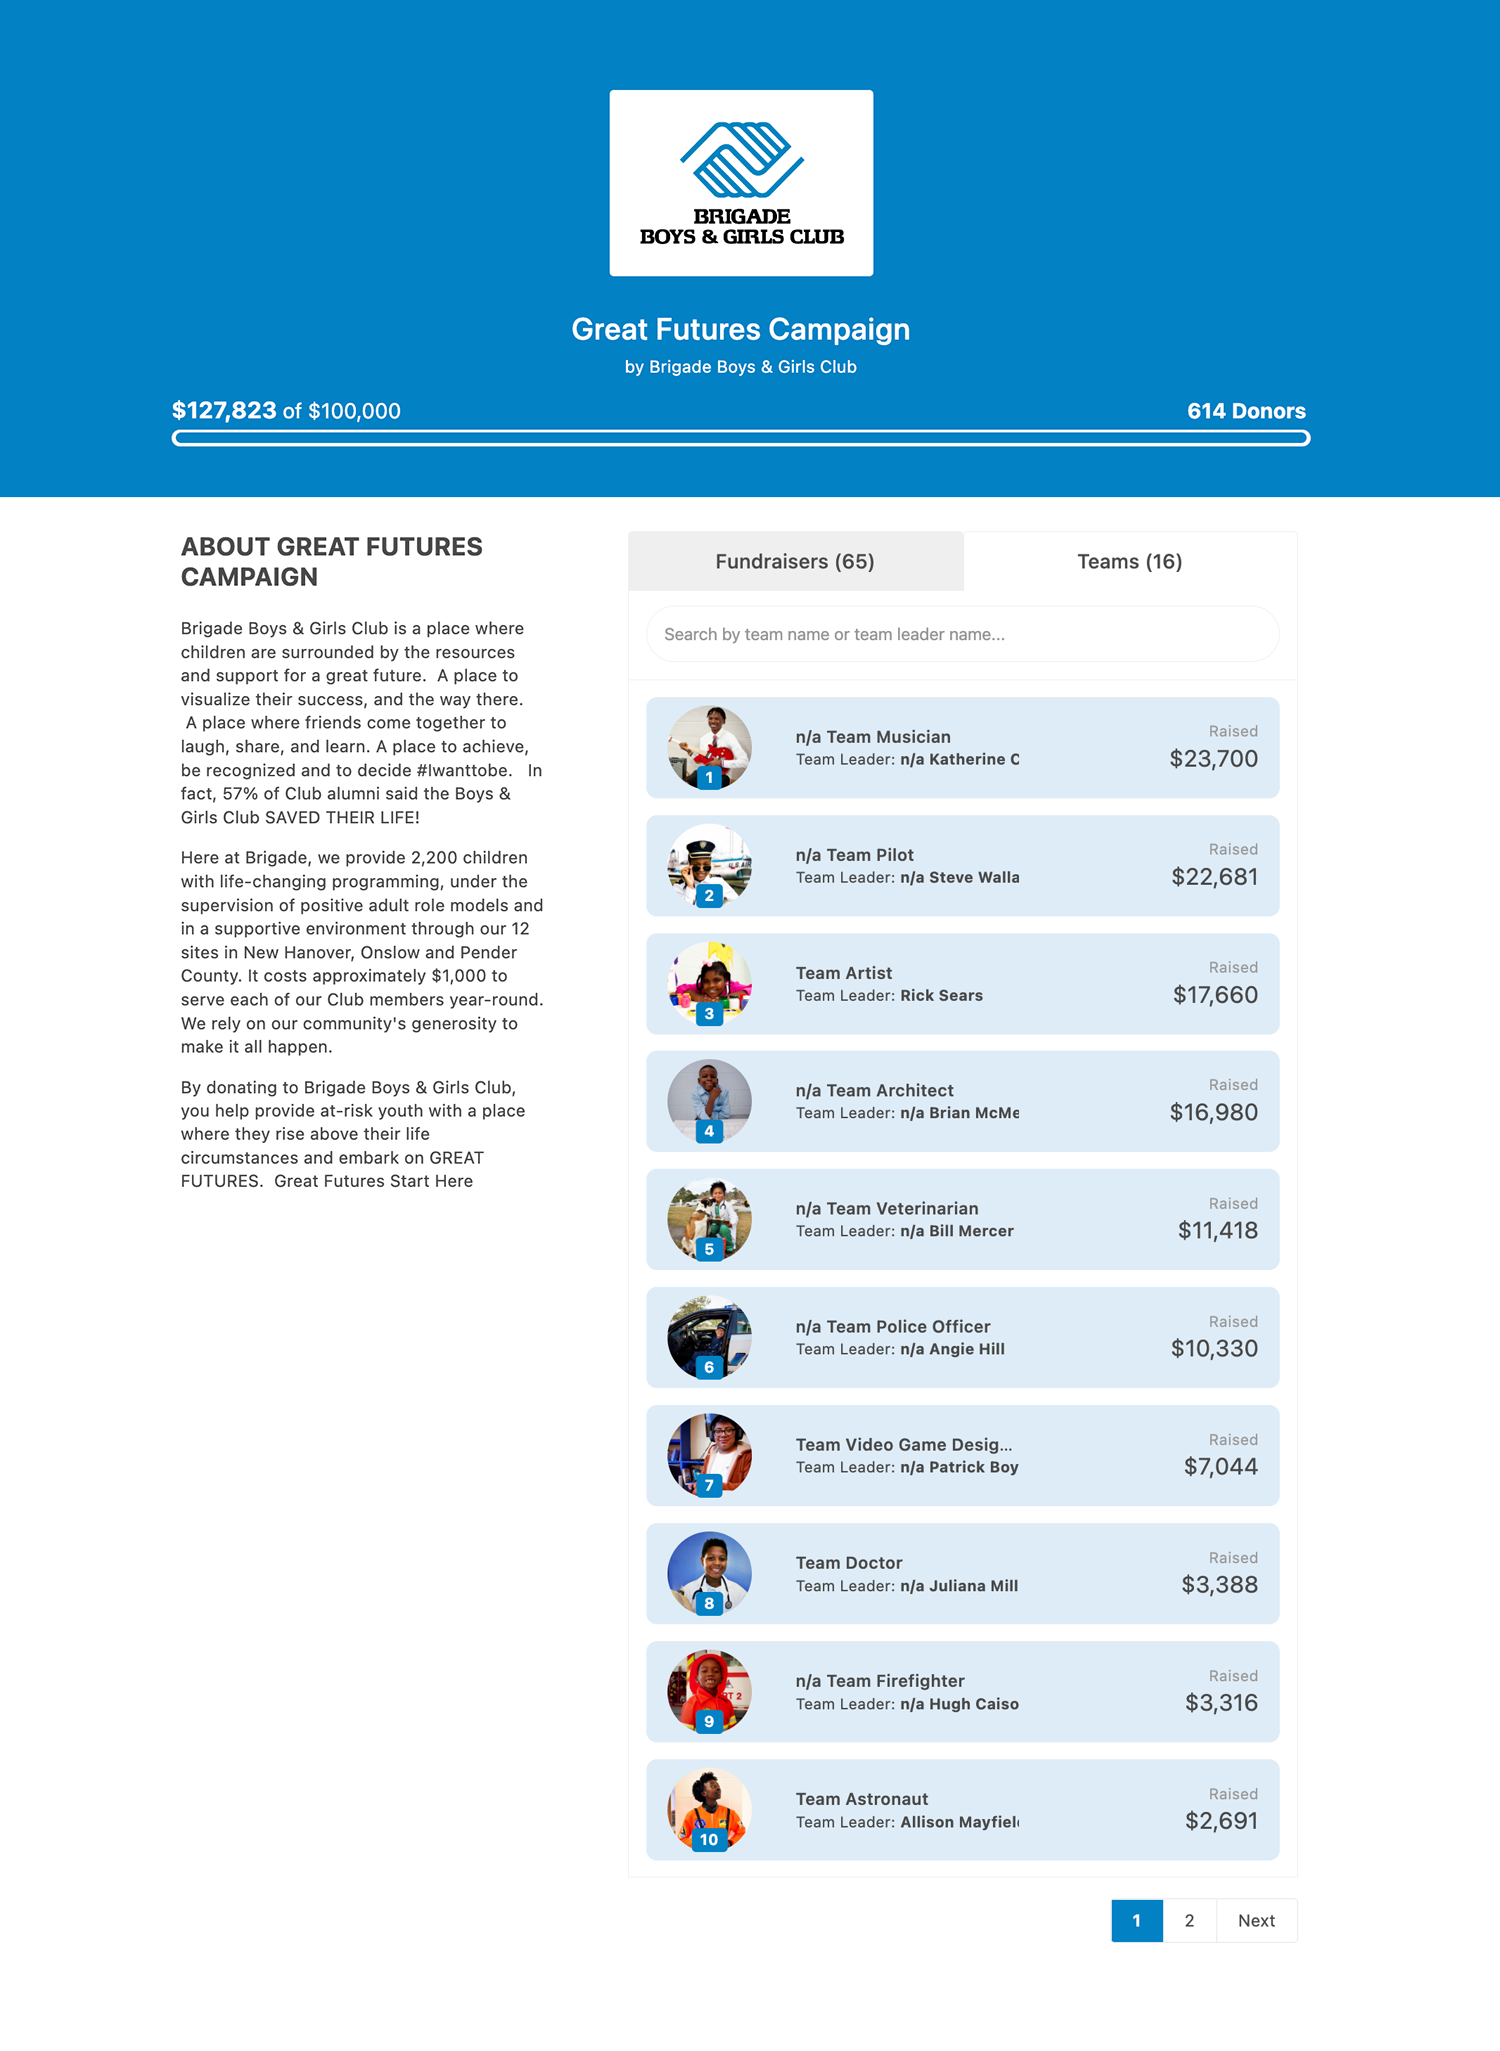 BRIGADE
BOYS & GIRLS CLUB
Great Futures Campaign
by Brigade Boys & Girls Club
$127,823 of $100,000
614 Donors
ABOUT GREAT FUTURES
CAMPAIGN
Brigade Boys & Girls Club is a place where
children are surrounded by the resources
and support for a great future.  A place to
visualize their success, and the way there.
A place where friends come together to
laugh, share, and learn. A place to achieve,
be recognized and to decide #Iwanttobe.   In
fact, 57% of Club alumni said the Boys &
Girls Club SAVED THEIR LIFE!
Here at Brigade, we provide 2,200 children
with life-changing programming, under the
supervision of positive adult role models and
in a supportive environment through our 12
sites in New Hanover, Onslow and Pender
County. It costs approximately $1,000 to
serve each of our Club members year-round.
We rely on our community's generosity to
make it all happen.
By donating to Brigade Boys & Girls Club,
you help provide at-risk youth with a place
where they rise above their life
circumstances and embark on GREAT
FUTURES.  Great Futures Start Here
Fundraisers (65)
Teams (16)
Search by team name or team leader name...
1
n/a Team Musician
Team Leader: n/a Katherine C
Raised
$23,700
2
n/a Team Pilot
Team Leader: n/a Steve Walla
Raised
$22,681
3
Team Artist
Team Leader: Rick Sears
Raised
$17,660
4
n/a Team Architect
Team Leader: n/a Brian McMe
Raised
$16,980
5
n/a Team Veterinarian
Team Leader: n/a Bill Mercer
Raised
$11,418
6
n/a Team Police Officer
Team Leader: n/a Angie Hill
Raised
$10,330
7
Team Video Game Desig...
Team Leader: n/a Patrick Boy
Raised
$7,044
8
Team Doctor
Team Leader: n/a Juliana Mill
Raised
$3,388
9
n/a Team Firefighter
Team Leader: n/a Hugh Caiso
Raised
$3,316
10
Team Astronaut
Team Leader: Allison Mayfiel
Raised
$2,691
1
2
Next